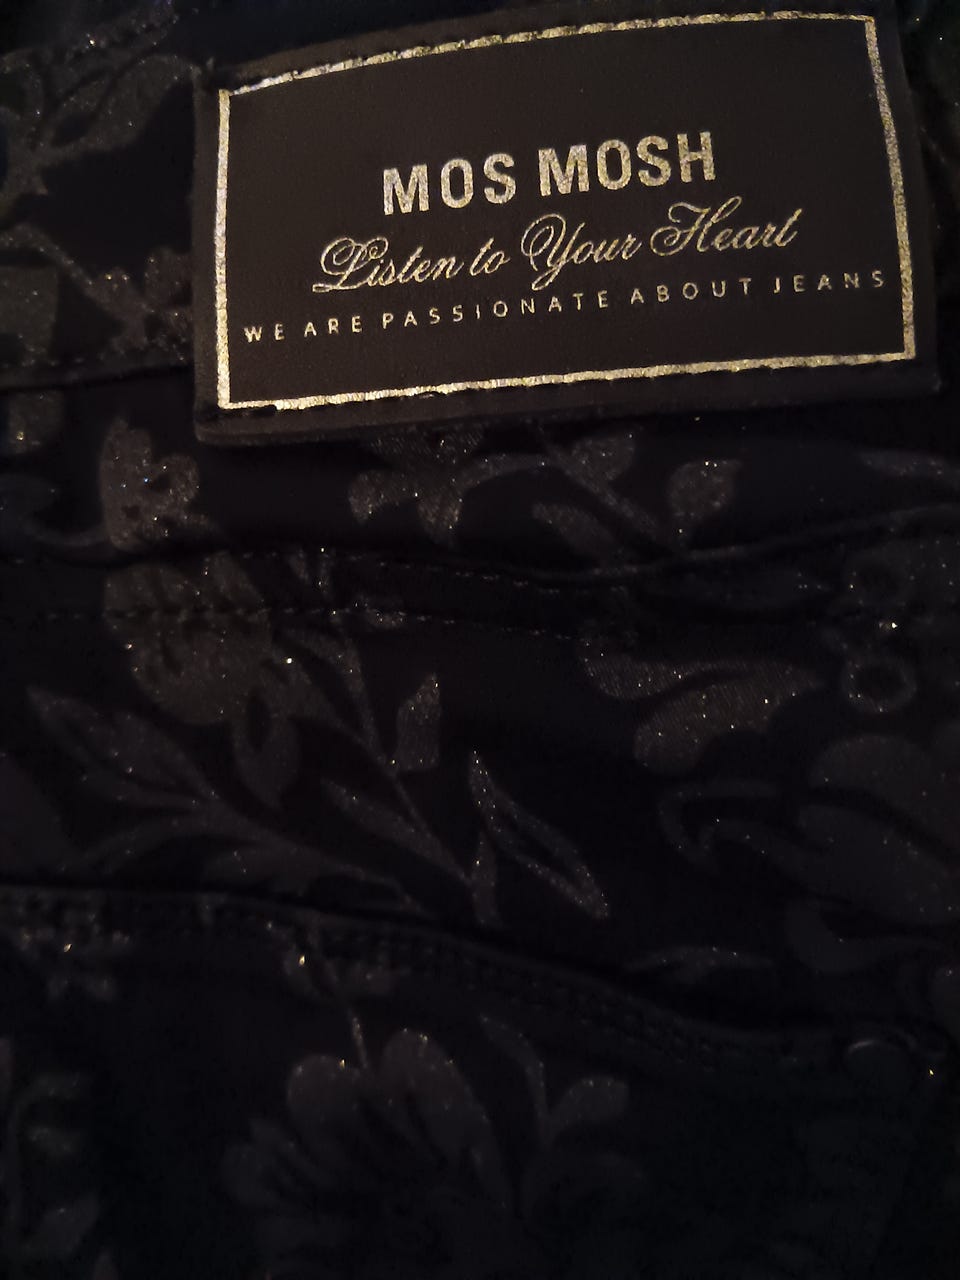 MOS MOSH
Listen to Your Heart
WE ARE PASSIONATE ABOUT JEANS